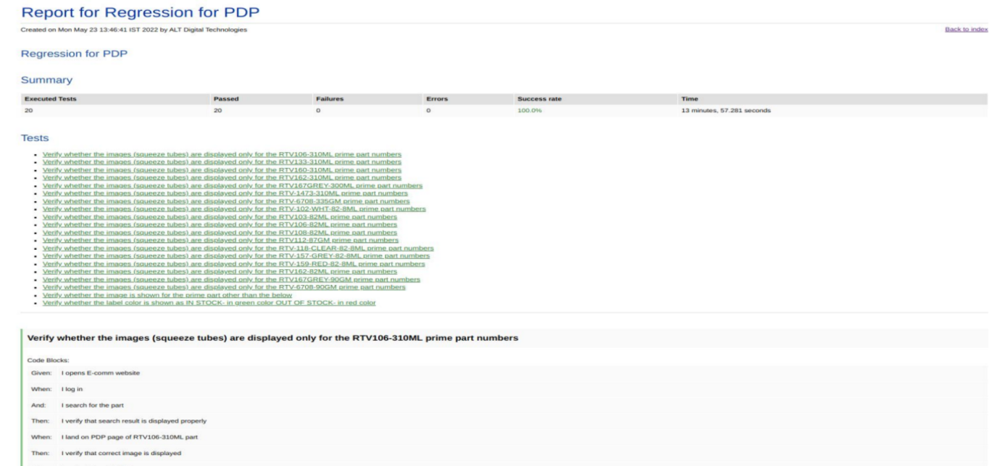 Report for Regression for PDP
Created on Mon May 23 13:46:41 IST 2022 by ALT Digital Technologies
Back to index
Regression for PDP
Summary
Executed Tests Passed Failures Errors Success rate Time
20 20 0 0 100.0% 13 minutes, 57.281 seconds
Tests
Verify whether the images (squeeze tubes) are displayed only for the RTV106-310ML prime part numbers
Verify whether the images (squeeze tubes) are displayed only for the RTV133-310ML prime part numbers
Verify whether the images (squeeze tubes) are displayed only for the RTV160-310ML prime part numbers
Verify whether the images (squeeze tubes) are displayed only for the RTV162-310ML prime part numbers
Verify whether the images (squeeze tubes) are displayed only for the RTV167GREY-300ML prime part numbers
Verify whether the images (squeeze tubes) are displayed only for the RTV-1473-310ML prime part numbers
Verify whether the images (squeeze tubes) are displayed only for the RTV-6708-335GM prime part numbers
Verify whether the images (squeeze tubes) are displayed only for the RTV-102-WHT-82-8ML prime part numbers
Verify whether the images (squeeze tubes) are displayed only for the RTV103-82ML prime part numbers
Verify whether the images (squeeze tubes) are displayed only for the RTV106-82ML prime part numbers
Verify whether the images (squeeze tubes) are displayed only for the RTV108-82ML prime part numbers
Verify whether the images (squeeze tubes) are displayed only for the RTV112-87GM prime part numbers
Verify whether the images (squeeze tubes) are displayed only for the RTV-118-CLEAR-82-8ML prime part numbers
Verify whether the images (squeeze tubes) are displayed only for the RTV-157-GREY-82-8ML prime part numbers
Verify whether the images (squeeze tubes) are displayed only for the RTV-159-RED-82-8ML prime part numbers
Verify whether the images (squeeze tubes) are displayed only for the RTV162-82ML prime part numbers
Verify whether the images (squeeze tubes) are displayed only for the RTV167GREY-90GM prime part numbers
Verify whether the images (squeeze tubes) are displayed only for the RTV-6708-90GM prime part numbers
Verify whether the image is shown for the prime part other than the below
Verify whether the label color is shown as IN STOCK- in green color OUT OF STOCK- in red color
Verify whether the images (squeeze tubes) are displayed only for the RTV106-310ML prime part numbers
Code Blocks:
Given: I opens E-comm website
When: I log in
And: I search for the part
Then: I verify that search result is displayed properly
When: I land on PDP page of RTV106-310ML part
Then: I verify that correct image is displayed